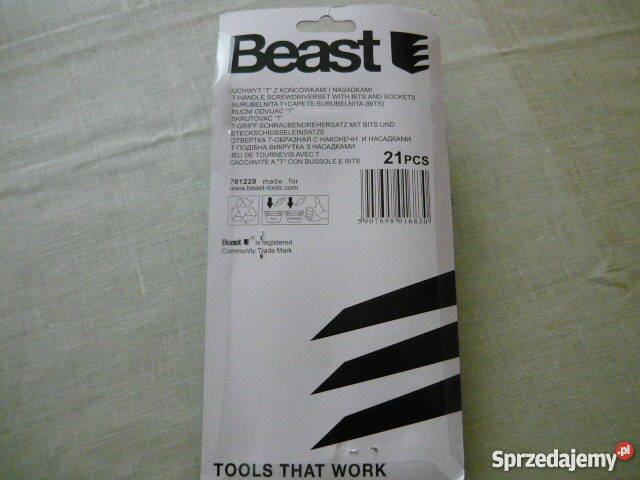 Beast
UCHWYT "T" Z KOŃCÓWKAMI I NASADKAMI
T-HANDLE SCREWDRIVERSET WITH BITS AND SOCKETS
SURUBELNITA T+CAPETE SURUBELNITA (BITS)
RUCNI ODVIJAC "T"
SKRUTOVAC "T"
T-GRIFF SCHRAUBENDREHERSATZ MIT BITS UND
STECKSCHLUSSELEINSATZE
ОТВЕРТКА Т-ОБРАЗНАЯ С НАКОНЕЧН. И НАСАДКАМИ
Т-ПОДІБНА ВИКРУТКА З НАСАДКАМИ
JEU DE TOURNEVIS AVEC T
CACCIAVITE A "T" CON BUSSOLE E BITS
21PCS
701220 made for
www.beast-tools.com
5907698016830
Beast is registered
Community Trade Mark
TOOLS THAT WORK
Sprzedajemy.pl